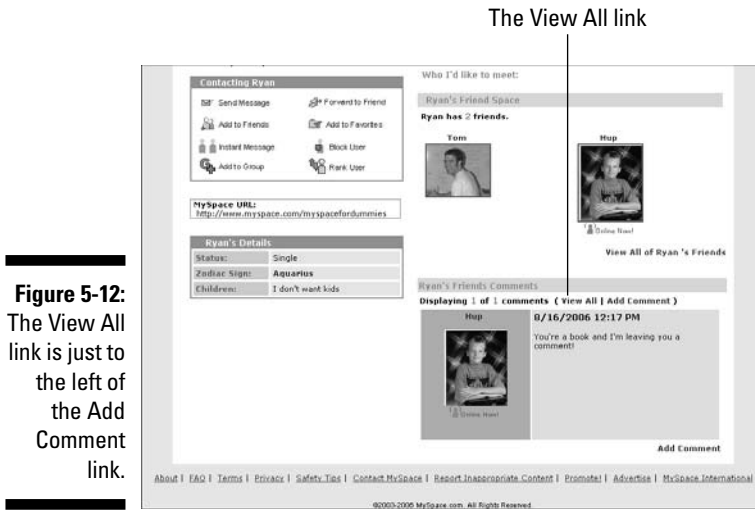 The View All link
Contacting Ryan
Send Message
Forward to Friend
Add to Friends
Add to Favorites
Instant Message
Block User
Add to Group
Rank User
MySpace URL:
http://www.myspace.com/myspacefordummies
Ryan's Details
Status: Single
Zodiac Sign: Aquarius
Children: I don't want kids
Who I'd like to meet:
Ryan's Friend Space
Ryan has 2 friends.
Tom
Hup
Online Now!
View All of Ryan 's Friends
Ryan's Friends Comments
Displaying 1 of 1 comments ( View All | Add Comment )
Hup
Online Now!
8/16/2006 12:17 PM
You're a book and I'm leaving you a
comment!
Add Comment
About | FAQ | Terms | Privacy | Safety Tips | Contact MySpace | Report Inappropriate Content | Promote! | Advertise | MySpace International
©2003-2006 MySpace.com. All Rights Reserved.
Figure 5-12:
The View All
link is just to
the left of
the Add
Comment
link.